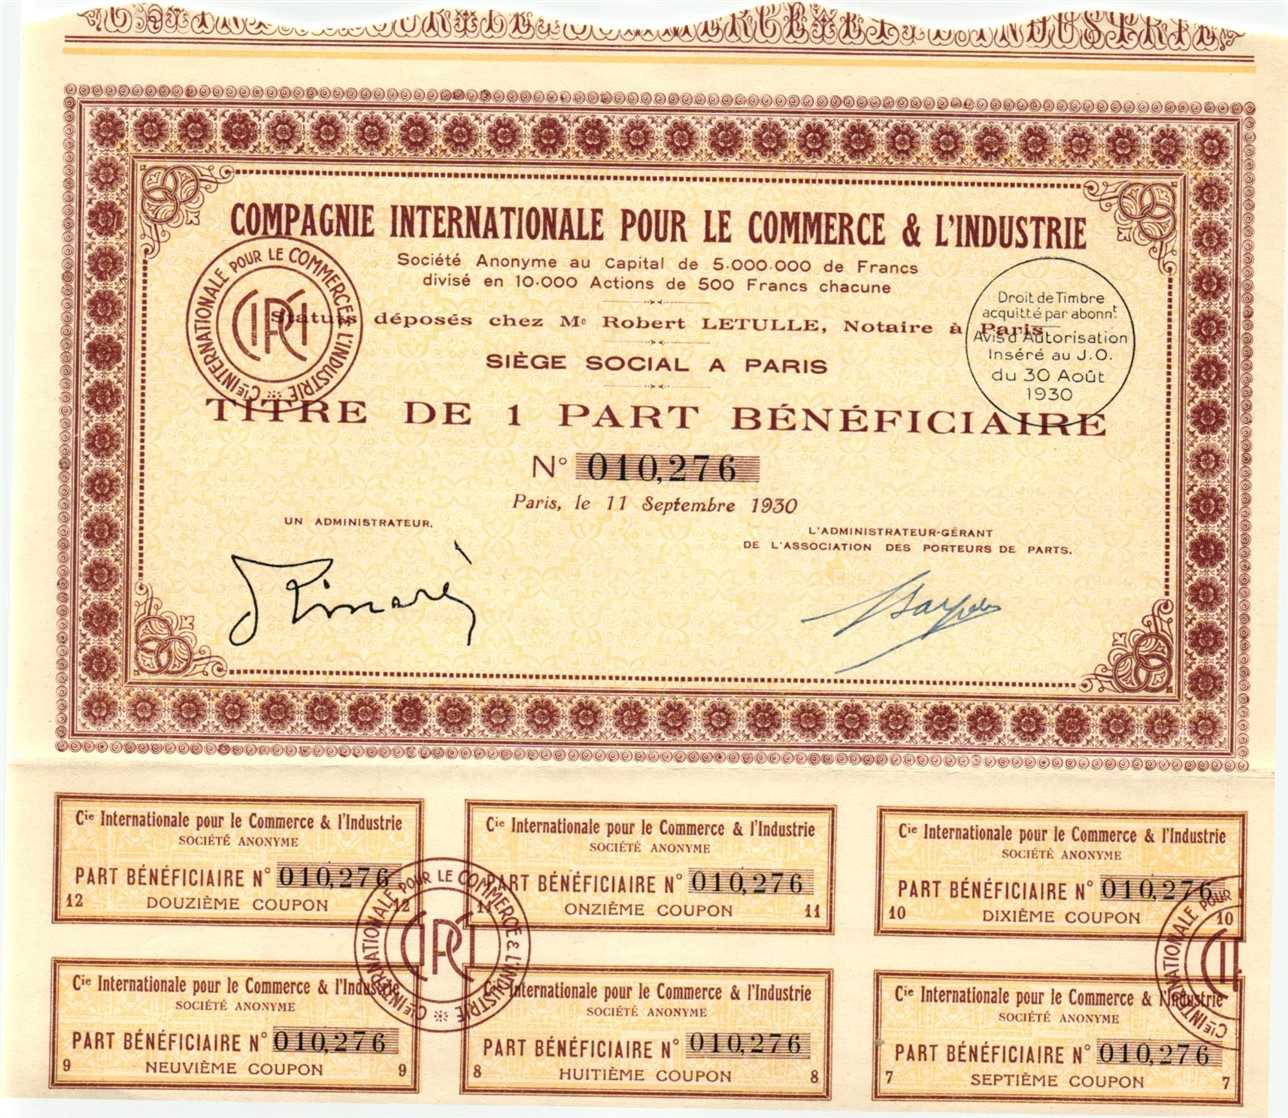 COMPAGNIE INTERNATIONALE POUR LE COMMERCE & L'INDUSTRIE
Société Anonyme au Capital de 5.000.000 de Francs
divisé en 10.000 Actions de 500 Francs chacune
Statuts déposés chez Me Robert LETULLE, Notaire à Paris
SIÈGE SOCIAL A PARIS
TITRE DE 1 PART BÉNÉFICIAIRE
N° 010,276
Paris, le 11 Septembre 1930
UN ADMINISTRATEUR.
L'ADMINISTRATEUR-GÉRANT
DE L'ASSOCIATION DES PORTEURS DE PARTS.
Cie INTERNATIONALE POUR LE COMMERCE & L'INDUSTRIE
Droit de Timbre
acquitté par abonnt
Avis d'Autorisation
Inséré au J.O.
du 30 Août
1930
Cie Internationale pour le Commerce & l'Industrie
SOCIÉTÉ ANONYME
PART BÉNÉFICIAIRE N° 010,276
12 DOUZIÈME COUPON 12
Cie Internationale pour le Commerce & l'Industrie
SOCIÉTÉ ANONYME
PART BÉNÉFICIAIRE N° 010,276
11 ONZIÈME COUPON 11
Cie Internationale pour le Commerce & l'Industrie
SOCIÉTÉ ANONYME
PART BÉNÉFICIAIRE N° 010,276
10 DIXIÈME COUPON 10
Cie INTERNATIONALE POUR LE COMMERCE & L'INDUSTRIE
Cie Internationale pour le Commerce & l'Industrie
SOCIÉTÉ ANONYME
PART BÉNÉFICIAIRE N° 010,276
9 NEUVIÈME COUPON 9
Cie Internationale pour le Commerce & l'Industrie
SOCIÉTÉ ANONYME
PART BÉNÉFICIAIRE N° 010,276
8 HUITIÈME COUPON 8
Cie Internationale pour le Commerce & l'Industrie
SOCIÉTÉ ANONYME
PART BÉNÉFICIAIRE N° 010,276
7 SEPTIÈME COUPON 7
Cie INTERNATIONALE POUR